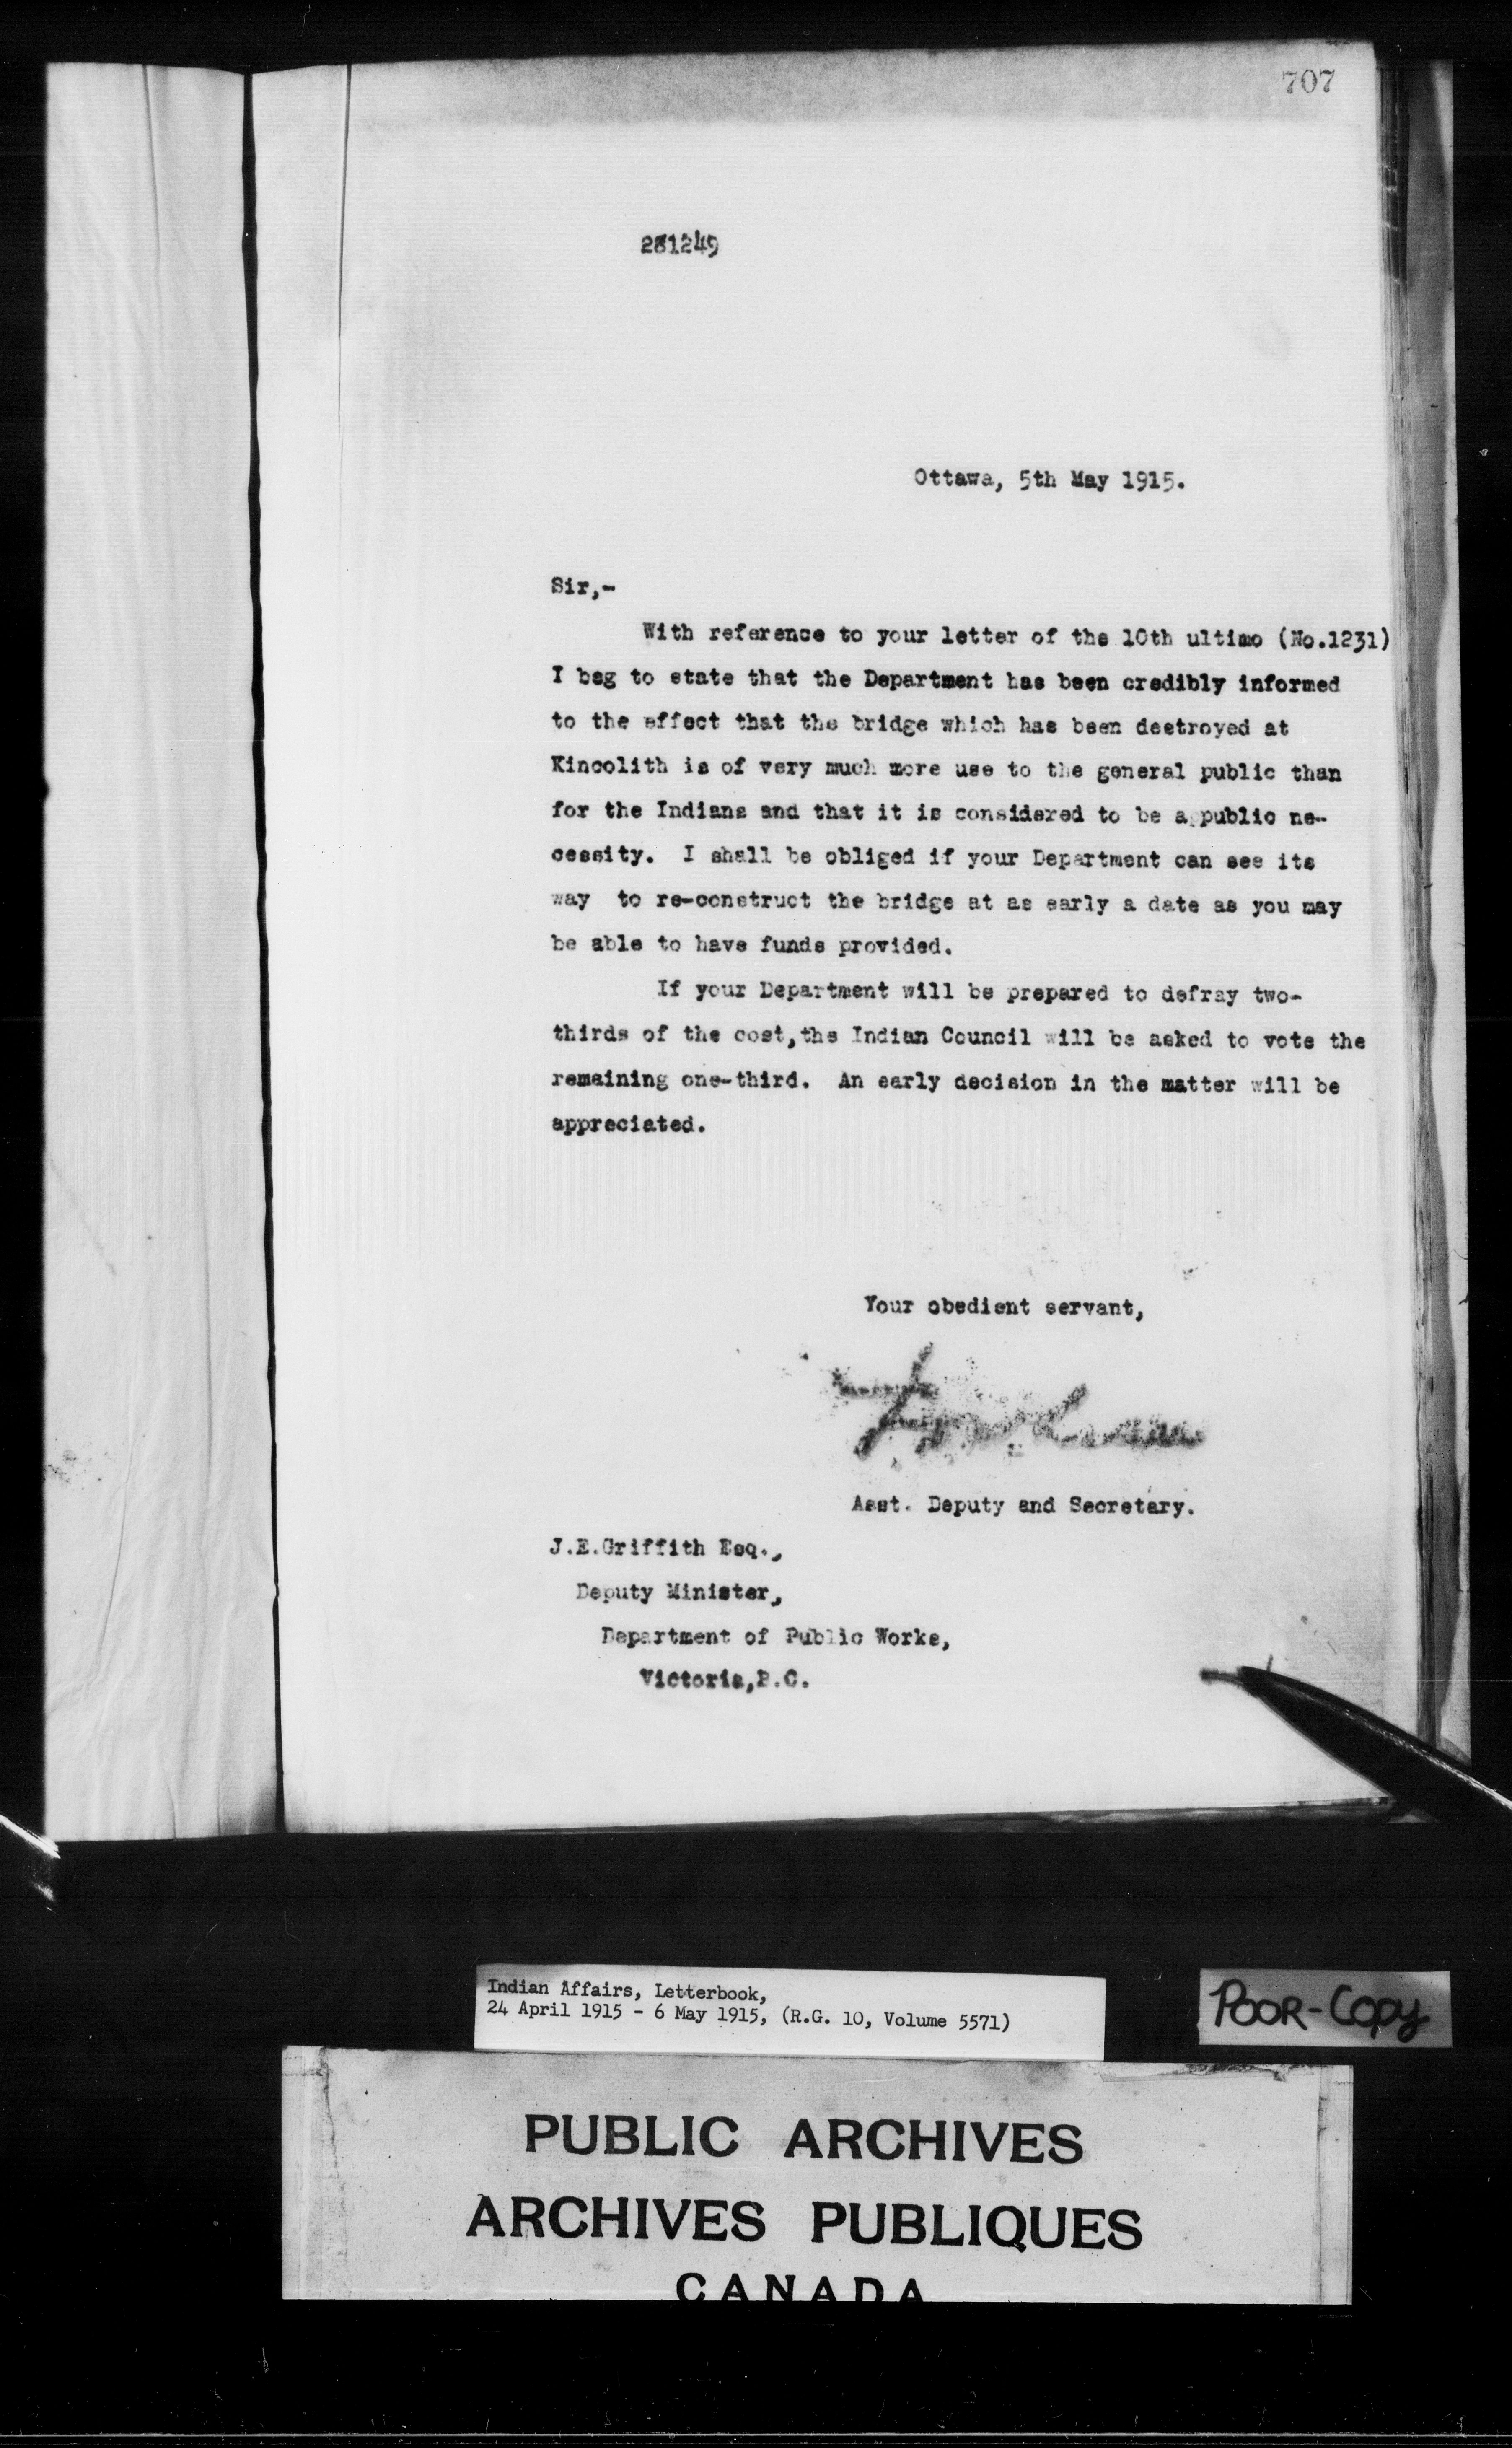 707
281249
Ottawa, 5th May 1915.
Sir,-
With reference to your letter of the 10th ultimo (No.1231)
I beg to state that the Department has been credibly informed
to the effect that the bridge which has been destroyed at
Kincolith is of very much more use to the general public than
for the Indians and that it is considered to be a public ne-
cessity. I shall be obliged if your Department can see its
way to re-construct the bridge at as early a date as you may
be able to have funds provided.
If your Department will be prepared to defray two-
thirds of the cost, the Indian Council will be asked to vote the
remaining one-third. An early decision in the matter will be
appreciated.
Your obedient servant,
Asst. Deputy and Secretary.
J.E.Griffith Esq.,
Deputy Minister,
Department of Public Works,
Victoria, B.C.
Indian Affairs, Letterbook,
24 April 1915 - 6 May 1915, (R.G. 10, Volume 5571)
POOR-COPY
PUBLIC ARCHIVES
ARCHIVES PUBLIQUES
CANADA